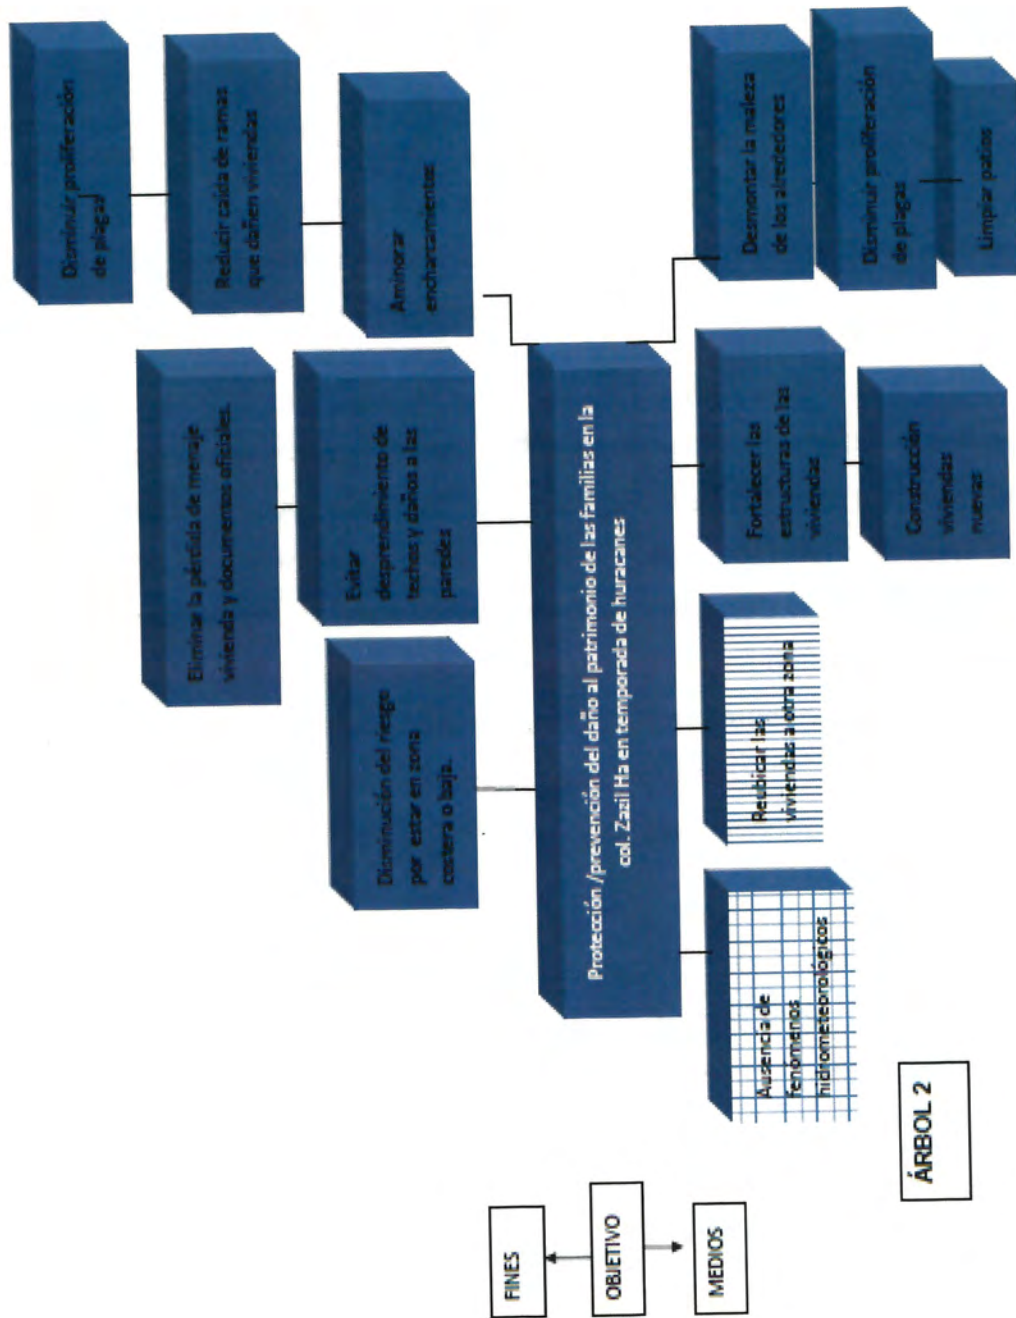 Disminuir proliferación
de plagas
Eliminar la pérdida de menaje
vivienda y documentos oficiales.
Reducir caída de ramas
que dañen viviendas
Disminución del riesgo
por estar en zona
costera o baja.
Evitar
desprendimiento de
techos y daños a las
paredes
Aminorar
encharcamientos
FINES
OBJETIVO
MEDIOS
Protección /prevención del daño al patrimonio de las familias en la
col. Zazil Ha en temporada de huracanes
Ausencia de
fenómenos
hidrometeorológicos
Reubicar las
viviendas a otra zona
Fortalecer las
estructuras de las
viviendas
Desmontar la maleza
de los alrededores
Construcción
viviendas
nuevas
Disminuir proliferación
de plagas
Limpiar patios
ÁRBOL 2